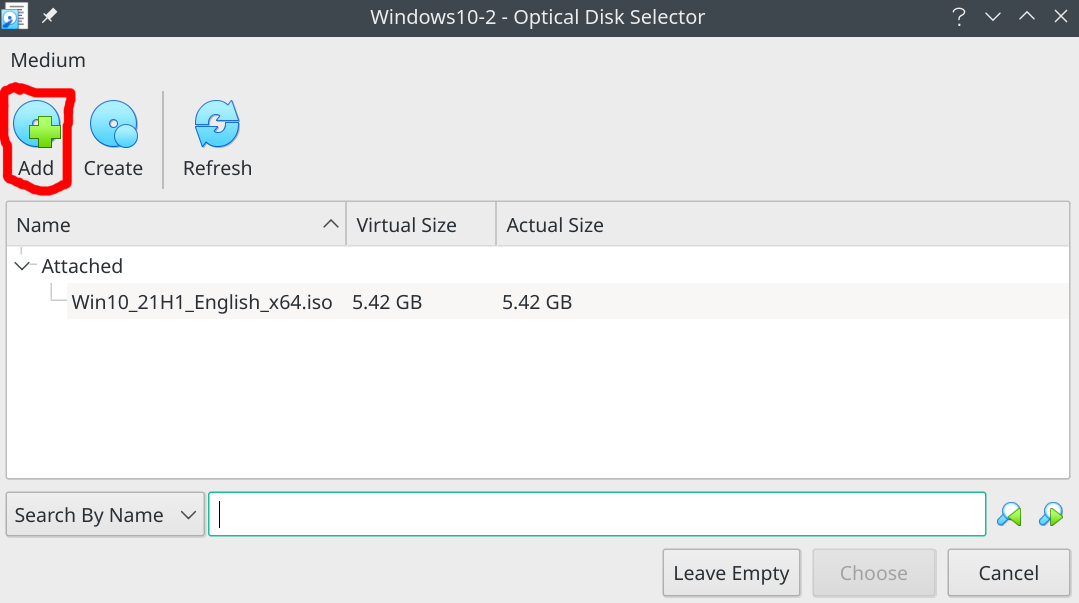 Windows10-2 - Optical Disk Selector
Medium
Add Create Refresh
Name Virtual Size Actual Size
Attached
Win10_21H1_English_x64.iso 5.42 GB 5.42 GB
Search By Name
Leave Empty Choose Cancel